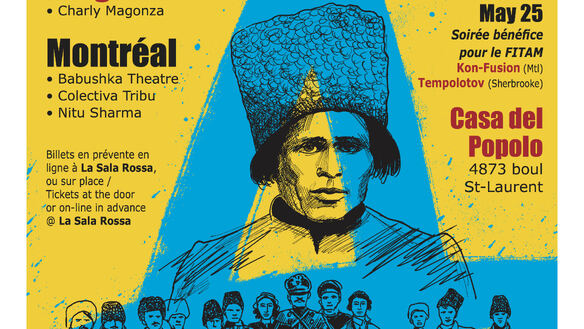 • Charly Magonza
Montréal
• Babushka Theatre
• Colectiva Tribu
• Nitu Sharma
Billets en prévente en
ligne à La Sala Rossa,
ou sur place /
Tickets at the door
or on-line in advance
@ La Sala Rossa
May 25
Soirée bénéfice
pour le FITAM
Kon-Fusion (Mtl)
Tempolotov (Sherbrooke)
Casa del
Popolo
4873 boul
St-Laurent